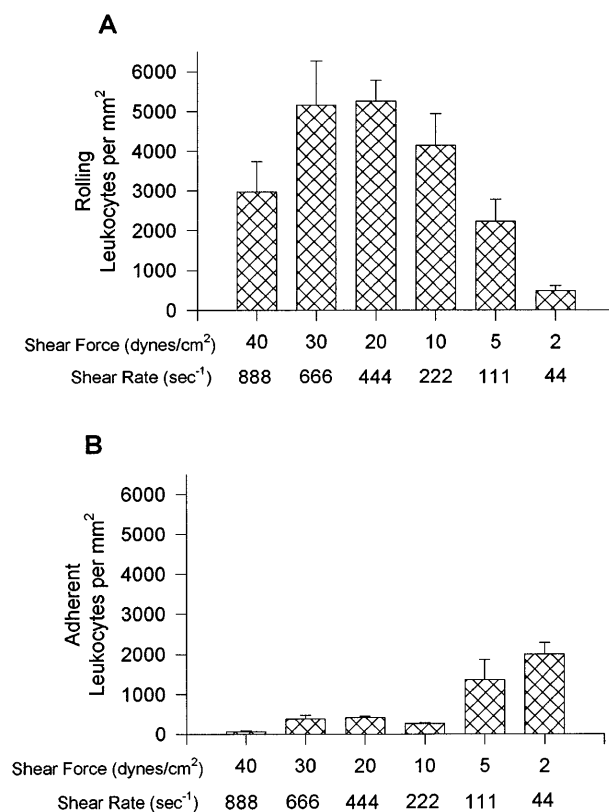 A
6000
5000
4000
3000
2000
1000
0
Rolling
Leukocytes per mm²
Shear Force (dynes/cm²) 40 30 20 10 5 2
Shear Rate (sec⁻¹) 888 666 444 222 111 44
B
6000
5000
4000
3000
2000
1000
0
Adherent
Leukocytes per mm²
Shear Force (dynes/cm²) 40 30 20 10 5 2
Shear Rate (sec⁻¹) 888 666 444 222 111 44